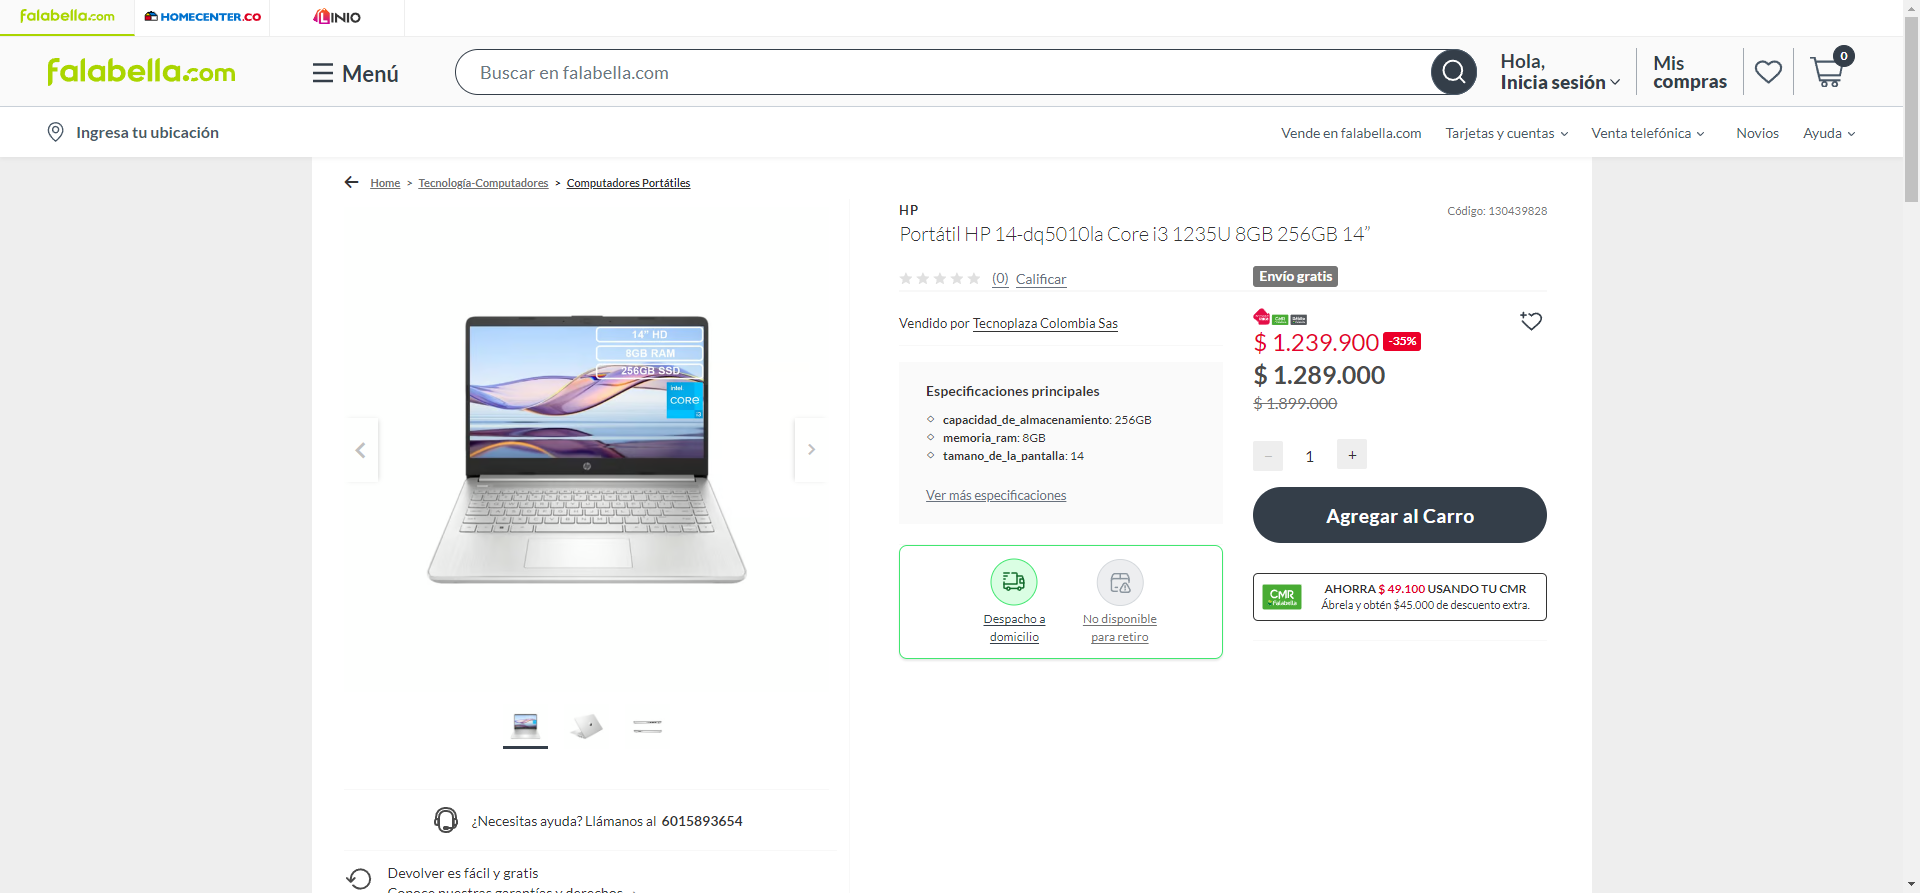 falabella.com
HOMECENTER.CO
LINIO
falabella.com
Menú
Buscar en falabella.com
Hola,
Inicia sesión
Mis
compras
0
Ingresa tu ubicación
Vende en falabella.com
Tarjetas y cuentas
Venta telefónica
Novios
Ayuda
Home > Tecnología-Computadores > Computadores Portátiles
HP
Código: 130439828
Portátil HP 14-dq5010la Core i3 1235U 8GB 256GB 14”
(0) Calificar
Envío gratis
Vendido por Tecnoplaza Colombia Sas
14" HD
8GB RAM
256GB SSD
intel
CORE
i3
hp
Especificaciones principales
capacidad_de_almacenamiento: 256GB
memoria_ram: 8GB
tamano_de_la_pantalla: 14
Ver más especificaciones
Despacho a
domicilio
No disponible
para retiro
$ 1.239.900 -35%
$ 1.289.000
$ 1.899.000
− 1 +
Agregar al Carro
CMR
Falabella
AHORRA $ 49.100 USANDO TU CMR
Ábrela y obtén $45.000 de descuento extra.
¿Necesitas ayuda? Llámanos al 6015893654
Devolver es fácil y gratis
Conoce nuestras garantías y derechos